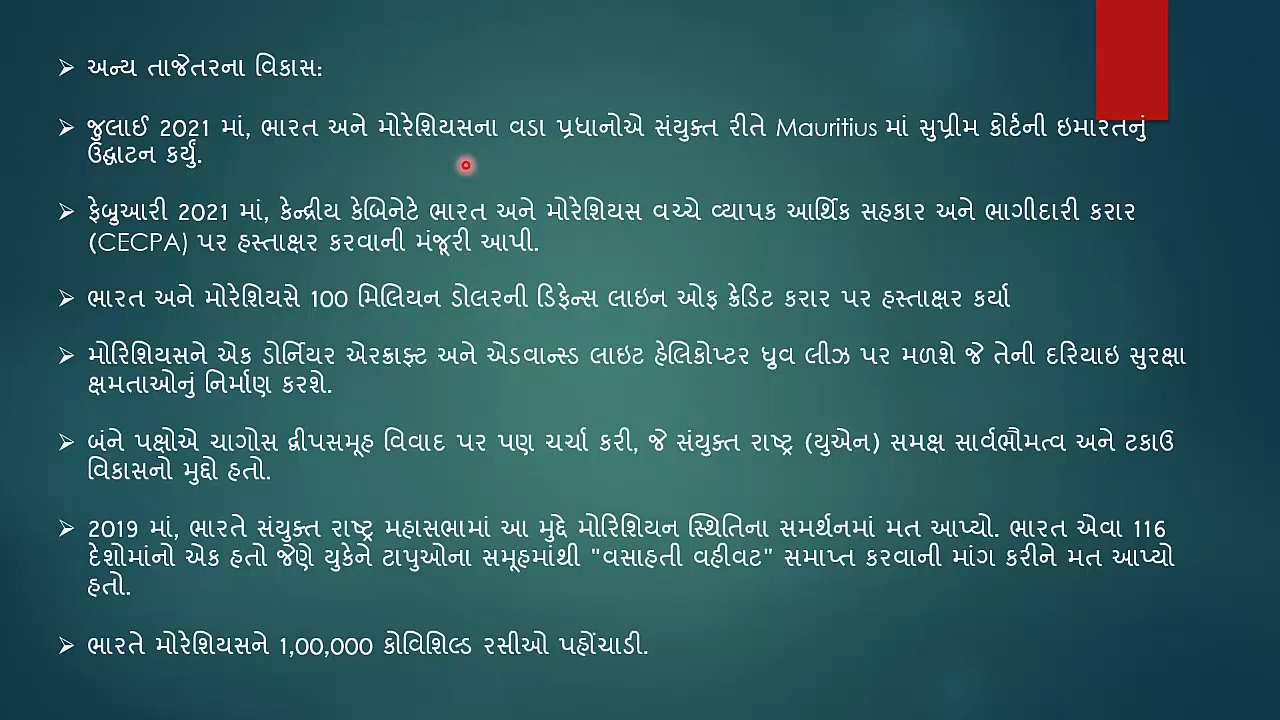 અન્ય તાજેતરના વિકાસ:
જુલાઈ 2021 માં, ભારત અને મોરેશિયસના વડા પ્રધાનોએ સંયુક્ત રીતે Mauritius માં સુપ્રીમ કોર્ટની ઇમારતનું
ઉદ્ઘાટન કર્યું.
ફેબ્રુઆરી 2021 માં, કેન્દ્રીય કેબિનેટે ભારત અને મોરેશિયસ વચ્ચે વ્યાપક આર્થિક સહકાર અને ભાગીદારી કરાર
(CECPA) પર હસ્તાક્ષર કરવાની મંજૂરી આપી.
ભારત અને મોરેશિયસે 100 મિલિયન ડોલરની ડિફેન્સ લાઇન ઓફ ક્રેડિટ કરાર પર હસ્તાક્ષર કર્યા
મોરિશિયસને એક ડોર્નિયર એરક્રાફ્ટ અને એડવાન્સ્ડ લાઇટ હેલિકોપ્ટર ધ્રુવ લીઝ પર મળશે જે તેની દરિયાઇ સુરક્ષા
ક્ષમતાઓનું નિર્માણ કરશે.
બંને પક્ષોએ ચાગોસ દ્વીપસમૂહ વિવાદ પર પણ ચર્ચા કરી, જે સંયુક્ત રાષ્ટ્ર (યુએન) સમક્ષ સાર્વભૌમત્વ અને ટકાઉ
વિકાસનો મુદ્દો હતો.
2019 માં, ભારતે સંયુક્ત રાષ્ટ્ર મહાસભામાં આ મુદ્દે મોરિશિયન સ્થિતિના સમર્થનમાં મત આપ્યો. ભારત એવા 116
દેશોમાંનો એક હતો જેણે યુકેને ટાપુઓના સમૂહમાંથી "વસાહતી વહીવટ" સમાપ્ત કરવાની માંગ કરીને મત આપ્યો
હતો.
ભારતે મોરેશિયસને 1,00,000 કોવિશિલ્ડ રસીઓ પહોંચાડી.